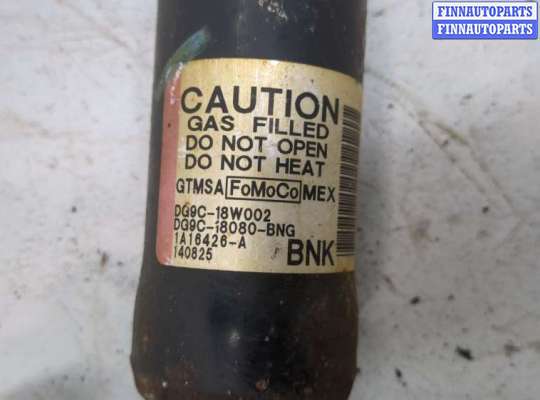 FINNAUTOPARTS
FINNAUTOPARTS
CAUTION
GAS FILLED
DO NOT OPEN
DO NOT HEAT
GTMSA FoMoCo MEX
DG9C-18W002
DG9C-18080-BNG
1A16426-A
140825
BNK